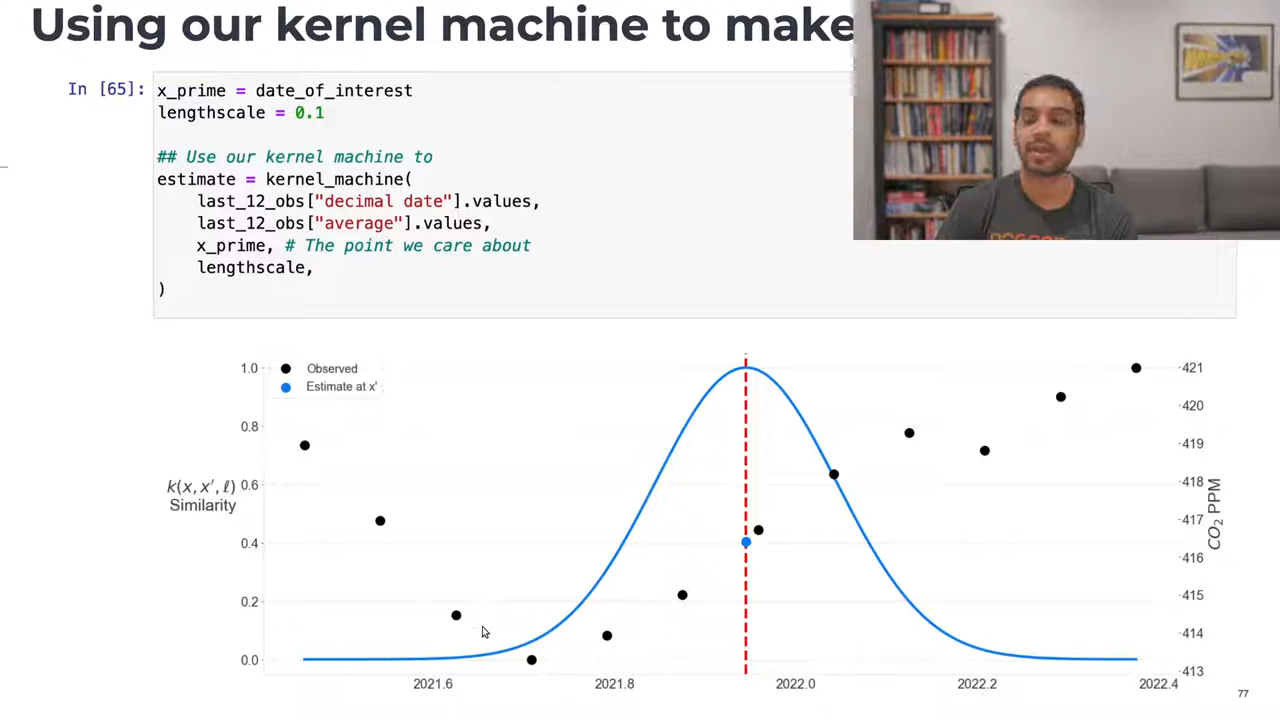 Using our kernel machine to make
In [65]:
x_prime = date_of_interest
lengthscale = 0.1
## Use our kernel machine to
estimate = kernel_machine(
last_12_obs["decimal date"].values,
last_12_obs["average"].values,
x_prime, # The point we care about
lengthscale,
)
Observed
Estimate at x'
1.0
0.8
0.6
0.4
0.2
0.0
k(x, x′, ℓ)
Similarity
421
420
419
418
417
416
415
414
413
CO₂ PPM
2021.6
2021.8
2022.0
2022.2
2022.4
77